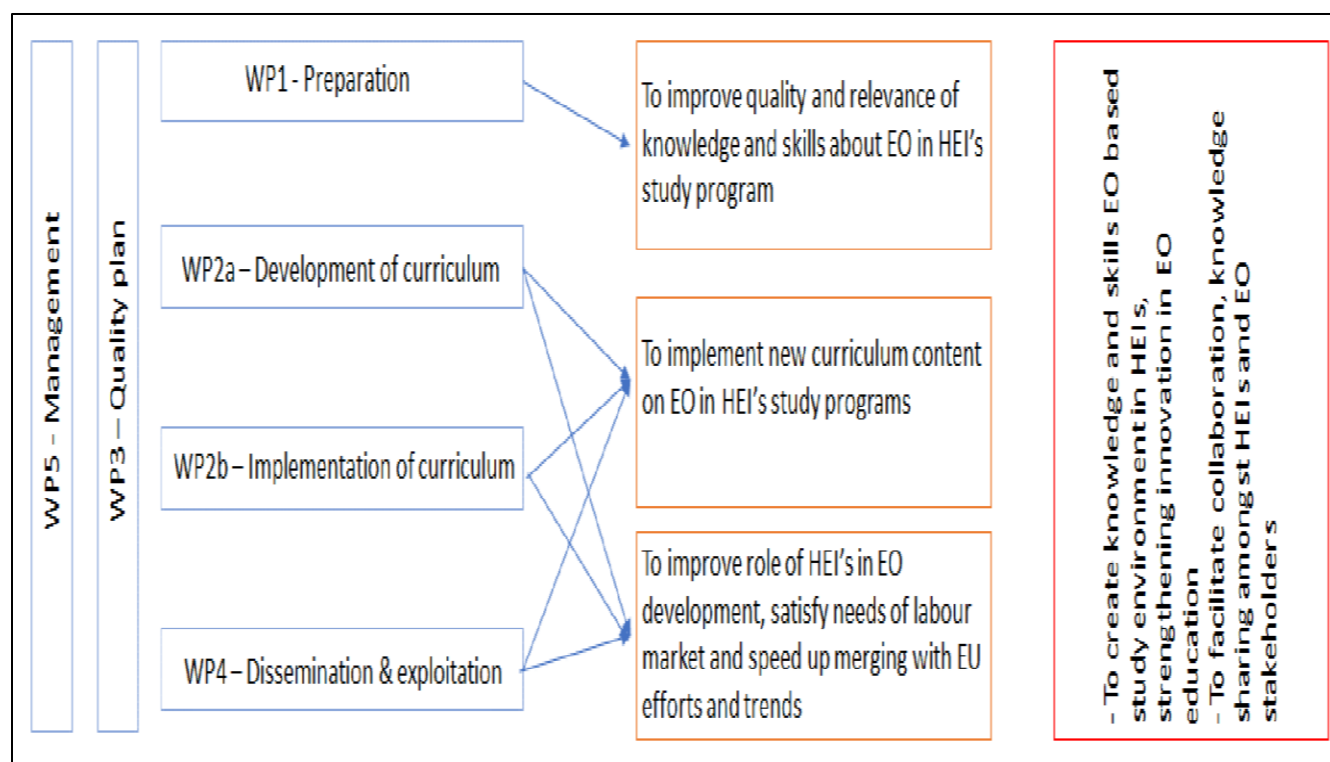 WP5 - Management
WP3 – Quality plan
WP1 - Preparation
WP2a – Development of curriculum
WP2b – Implementation of curriculum
WP4 – Dissemination & exploitation
To improve quality and relevance of
knowledge and skills about EO in HEI's
study program
To implement new curriculum content
on EO in HEI's study programs
To improve role of HEI's in EO
development, satisfy needs of labour
market and speed up merging with EU
efforts and trends
- To create knowledge and skills EO based
study environment in HEIs,
strengthening innovation in EO
education
- To facilitate collaboration, knowledge
sharing amongst HEIs and EO
stakeholders